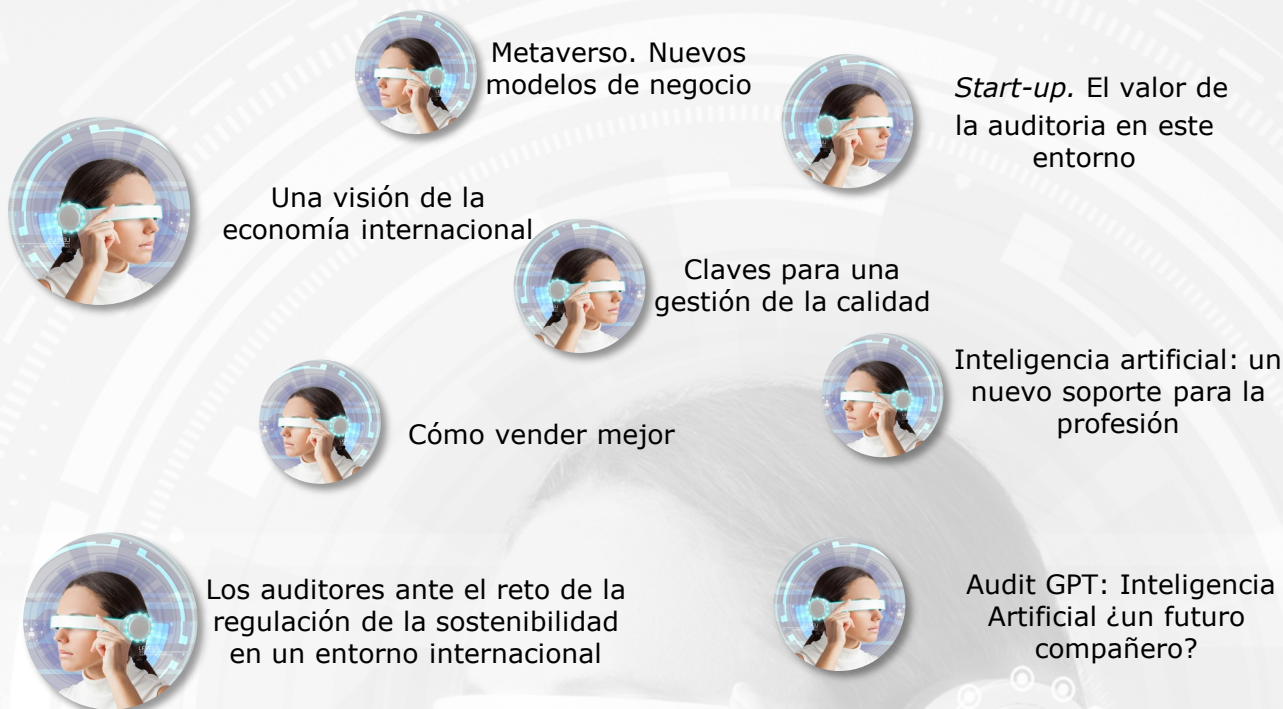 Metaverso. Nuevos
modelos de negocio
Start-up. El valor de
la auditoria en este
entorno
Una visión de la
economía internacional
Claves para una
gestión de la calidad
Inteligencia artificial: un
nuevo soporte para la
profesión
Cómo vender mejor
Los auditores ante el reto de la
regulación de la sostenibilidad
en un entorno internacional
Audit GPT: Inteligencia
Artificial ¿un futuro
compañero?